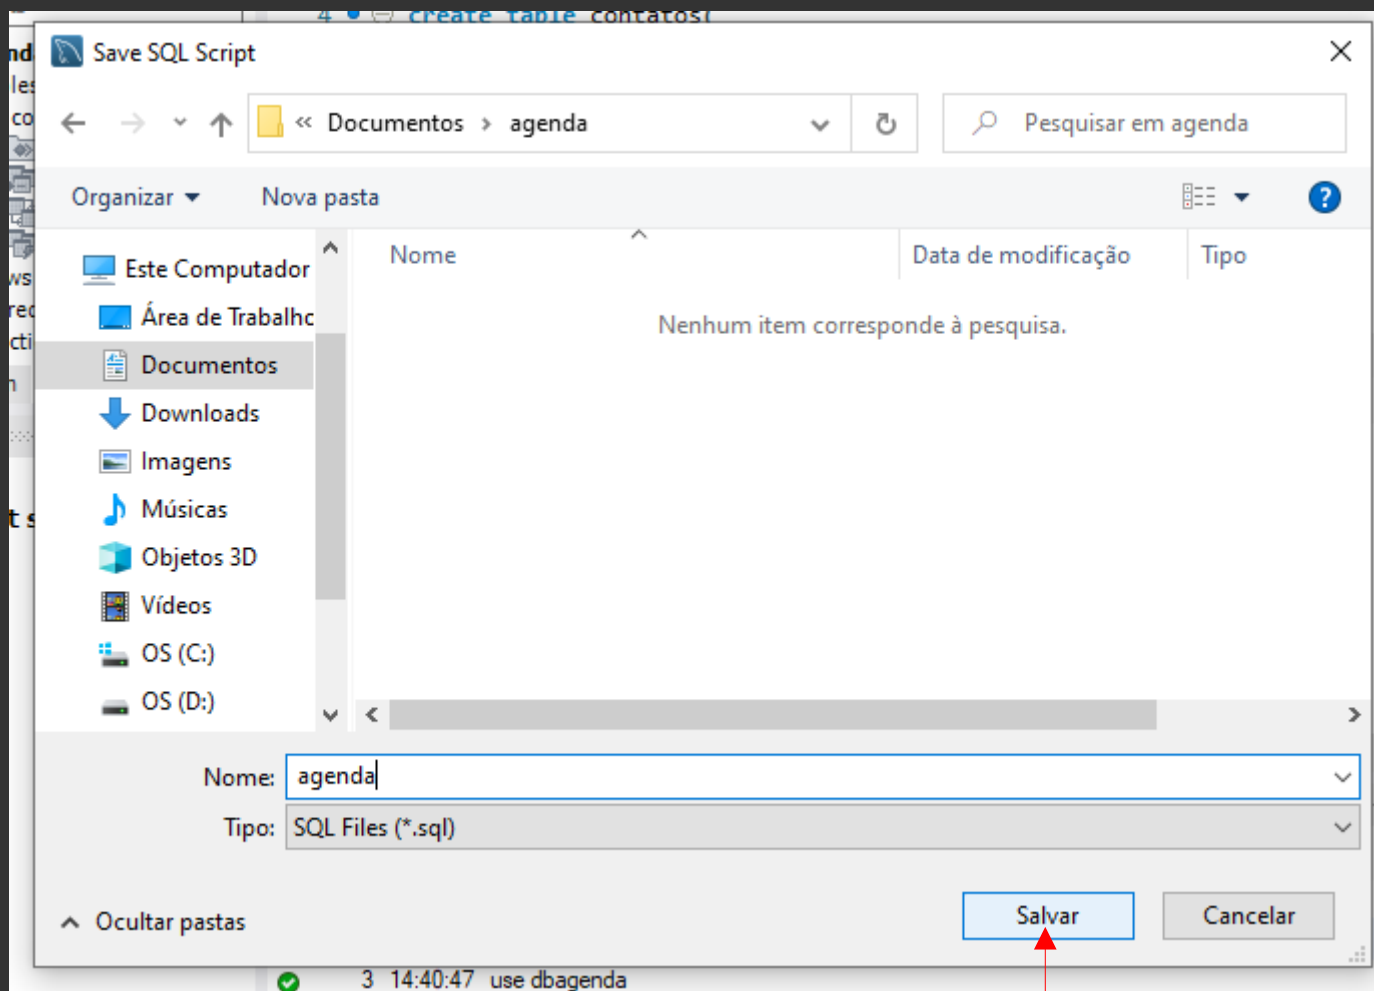 4 create table contatos(
Save SQL Script
« Documentos > agenda
Pesquisar em agenda
Organizar
Nova pasta
?
Nome
Data de modificação
Tipo
Este Computador
Nenhum item corresponde à pesquisa.
Área de Trabalho
Documentos
Downloads
Imagens
Músicas
Objetos 3D
Vídeos
OS (C:)
OS (D:)
Nome: agenda
Tipo: SQL Files (*.sql)
Ocultar pastas
Salvar
Cancelar
3 14:40:47 use dbagenda